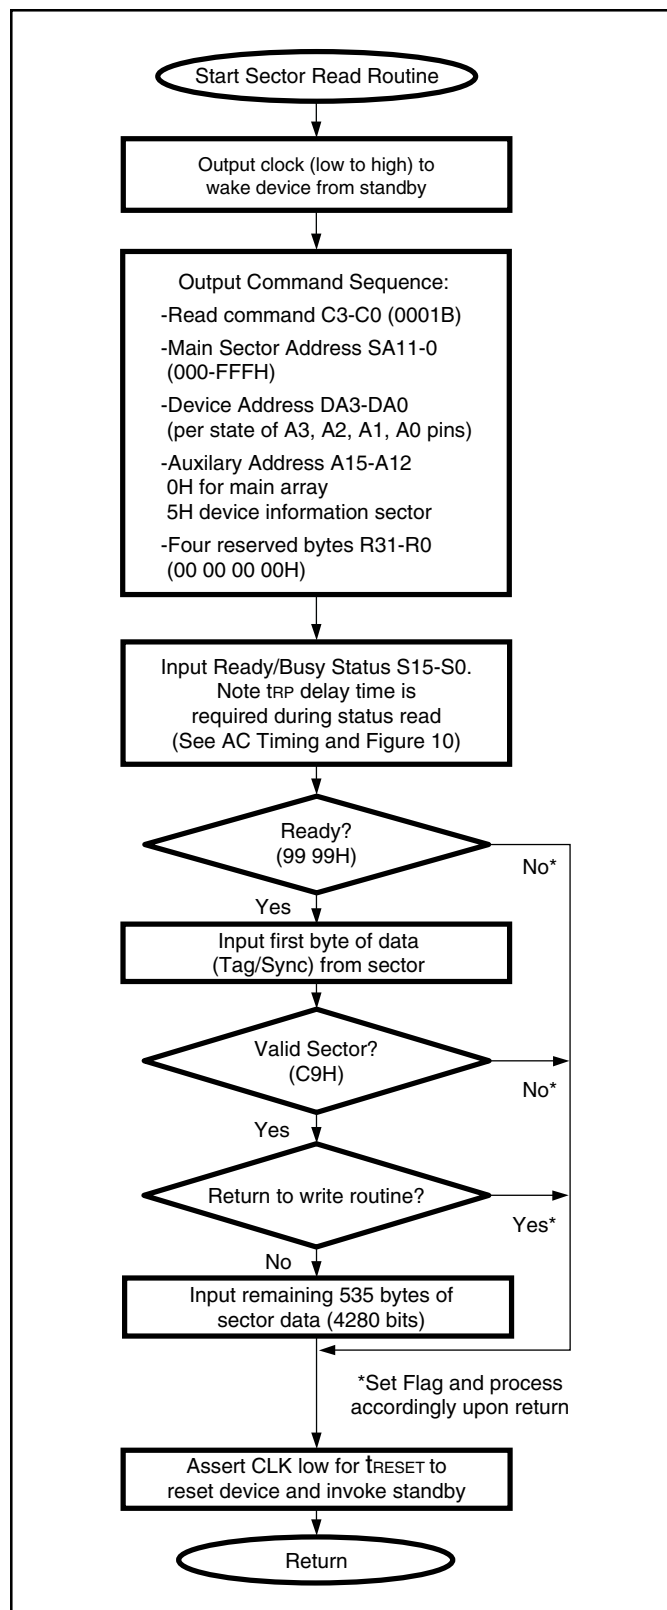 Start Sector Read Routine
Output clock (low to high) to
wake device from standby
Output Command Sequence:
-Read command C3-C0 (0001B)
-Main Sector Address SA11-0
(000-FFFH)
-Device Address DA3-DA0
(per state of A3, A2, A1, A0 pins)
-Auxilary Address A15-A12
0H for main array
5H device information sector
-Four reserved bytes R31-R0
(00 00 00 00H)
Input Ready/Busy Status S15-S0.
Note tRP delay time is
required during status read
(See AC Timing and Figure 10)
Ready?
(99 99H)
No*
Yes
Input first byte of data
(Tag/Sync) from sector
Valid Sector?
(C9H)
No*
Yes
Return to write routine?
Yes*
No
Input remaining 535 bytes of
sector data (4280 bits)
*Set Flag and process
accordingly upon return
Assert CLK low for tRESET to
reset device and invoke standby
Return